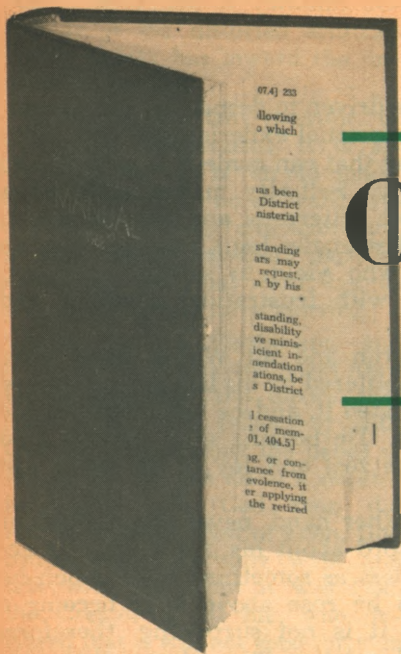 MANUAL
07.4] 233
llowing
o which
has been
District
nisterial
standing
ars may
request,
n by his
standing,
disability
ve minis-
icient in-
nendation
ations, be
s District
l cessation
of mem-
01, 404.5]
ng, or con-
tance from
evolence, it
er applying
the retired
C